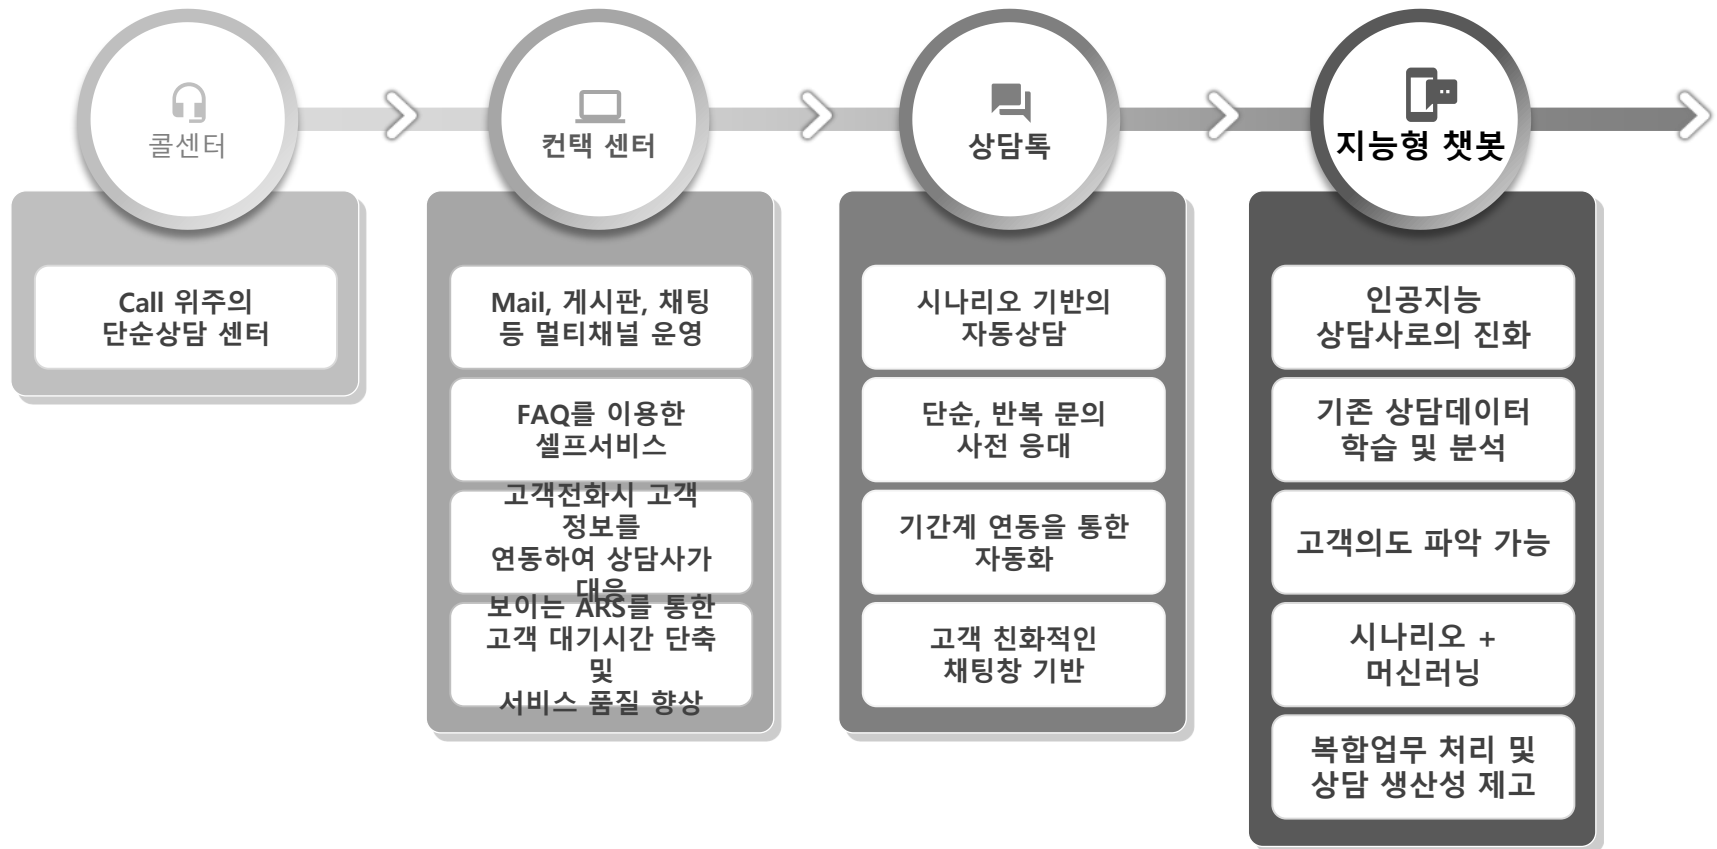 콜센터
Call 위주의
단순상담 센터
컨택 센터
Mail, 게시판, 채팅
등 멀티채널 운영
FAQ를 이용한
셀프서비스
고객전화시 고객
정보를
연동하여 상담사가
대응
보이는 ARS를 통한
고객 대기시간 단축
및
서비스 품질 향상
상담톡
시나리오 기반의
자동상담
단순, 반복 문의
사전 응대
기간계 연동을 통한
자동화
고객 친화적인
채팅창 기반
지능형 챗봇
인공지능
상담사로의 진화
기존 상담데이터
학습 및 분석
고객의도 파악 가능
시나리오 +
머신러닝
복합업무 처리 및
상담 생산성 제고